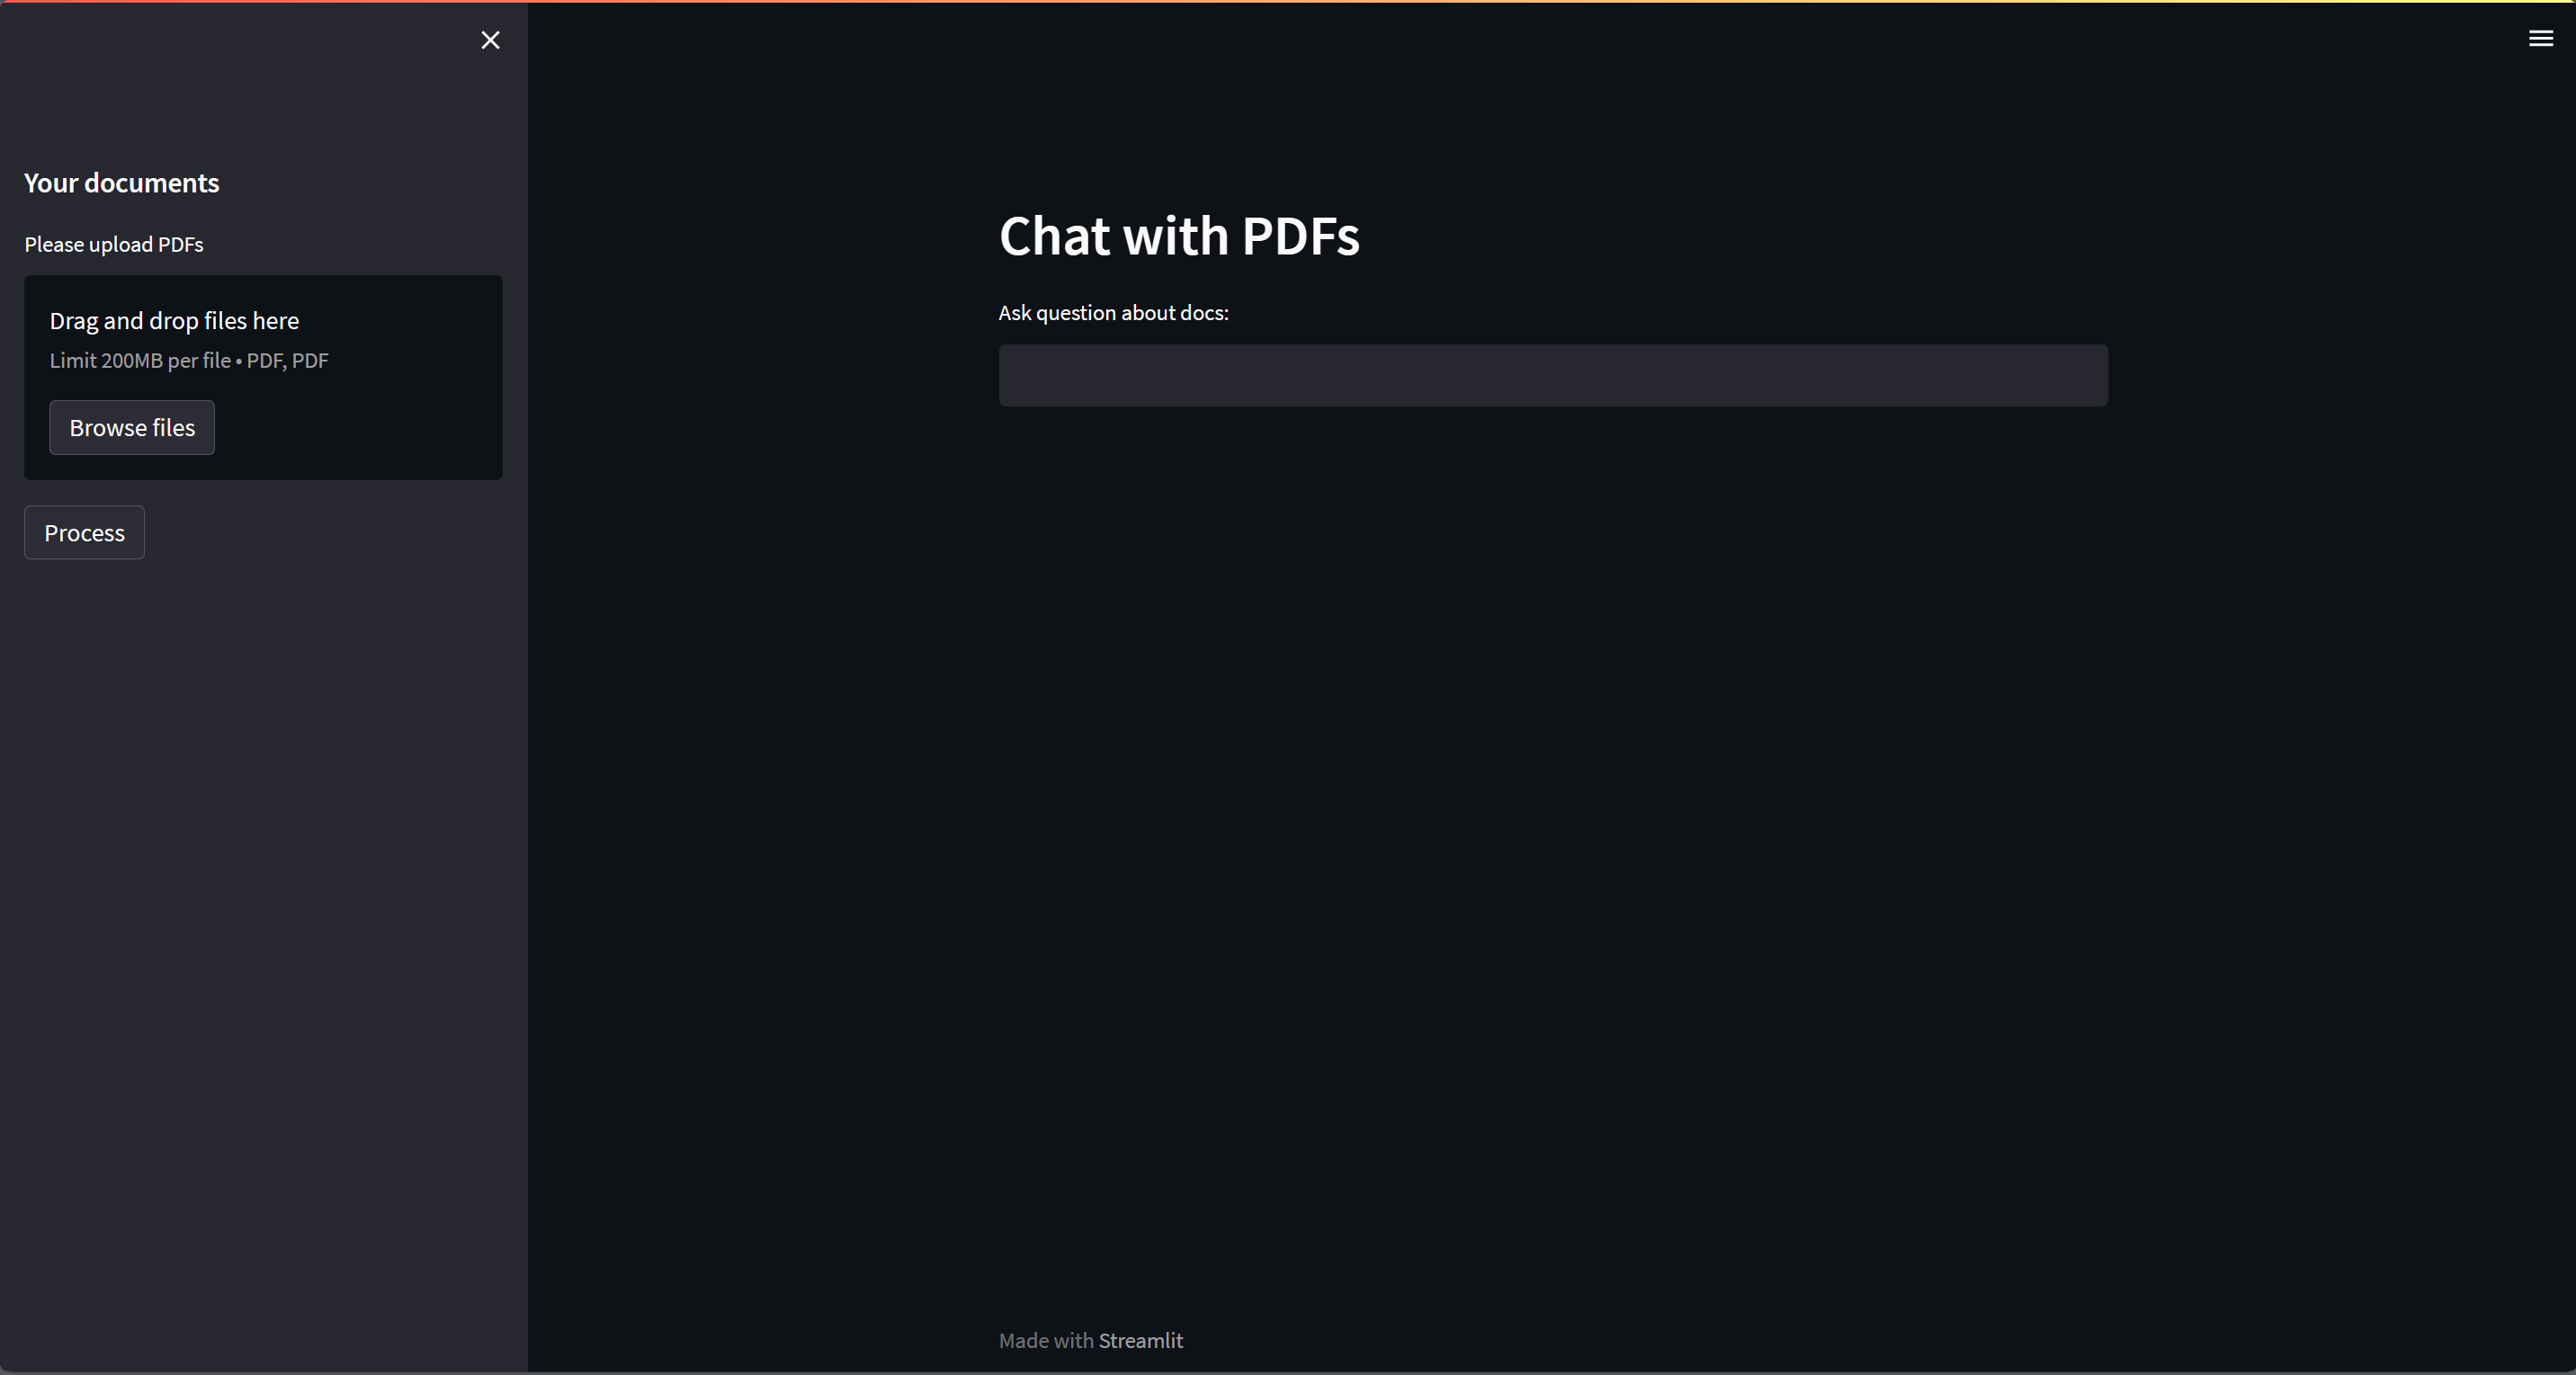 Your documents
Please upload PDFs
Drag and drop files here
Limit 200MB per file • PDF, PDF
Browse files
Process
Chat with PDFs
Ask question about docs:
Made with Streamlit